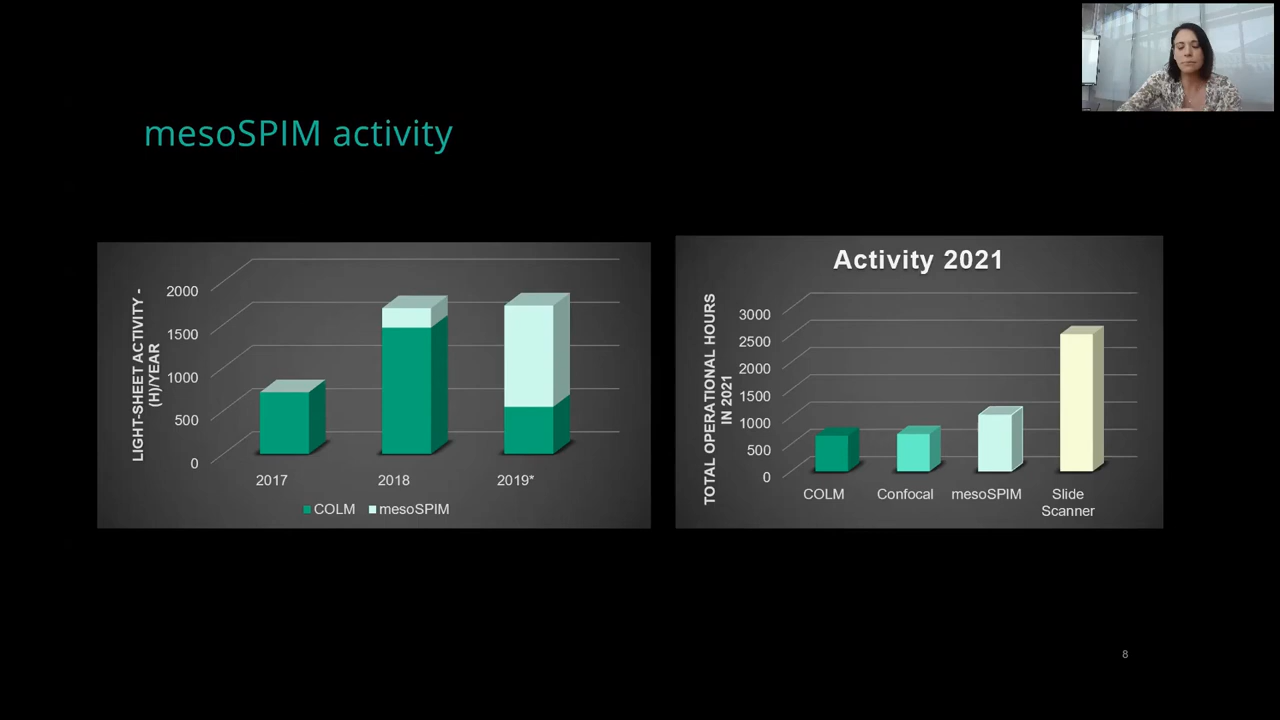 mesoSPIM activity
LIGHT-SHEET ACTIVITY -
(H)/YEAR
2000
1500
1000
500
0
2017
2018
2019*
COLM
mesoSPIM
Activity 2021
TOTAL OPERATIONAL HOURS
IN 2021
3000
2500
2000
1500
1000
500
0
COLM
Confocal
mesoSPIM
Slide
Scanner
8